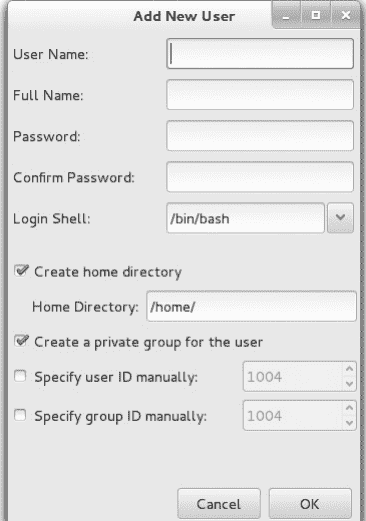 Add New User
User Name:
Full Name:
Password:
Confirm Password:
Login Shell: /bin/bash
Create home directory
Home Directory: /home/
Create a private group for the user
Specify user ID manually: 1004
Specify group ID manually: 1004
Cancel OK